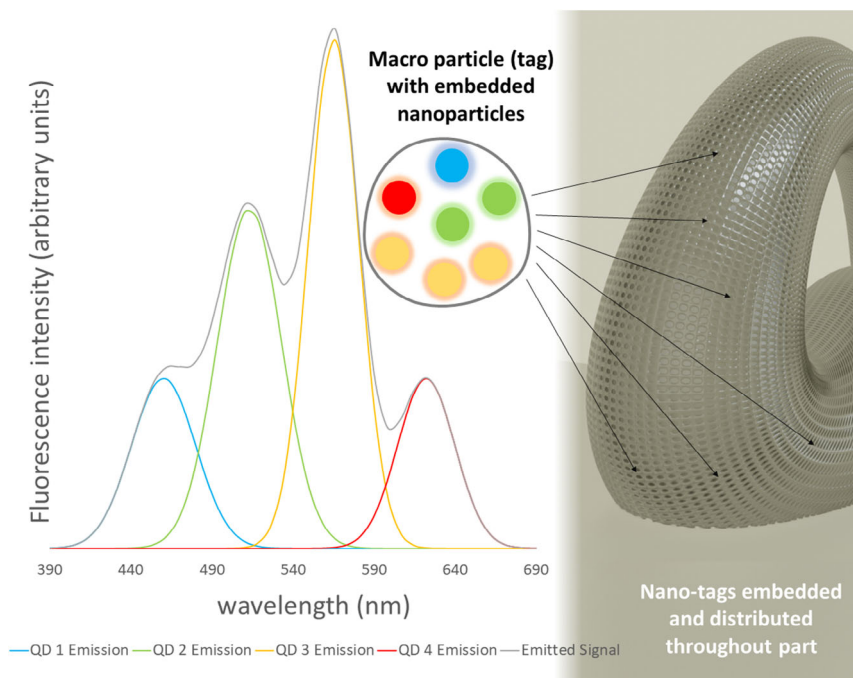 Macro particle (tag)
with embedded
nanoparticles
Fluorescence intensity (arbitrary units)
390 440 490 540 590 640 690
wavelength (nm)
QD 1 Emission QD 2 Emission QD 3 Emission QD 4 Emission Emitted Signal
Nano-tags embedded
and distributed
throughout part